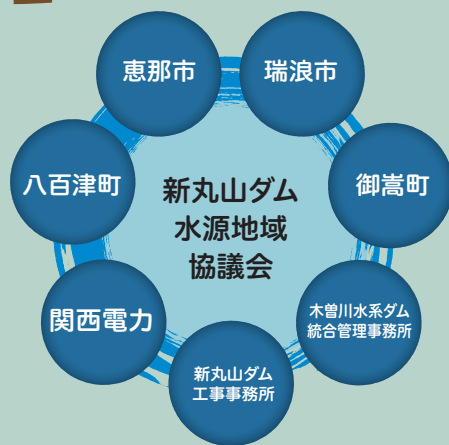 恵那市
瑞浪市
八百津町
御嵩町
新丸山ダム
水源地域
協議会
関西電力
木曽川水系ダム
統合管理事務所
新丸山ダム
工事事務所